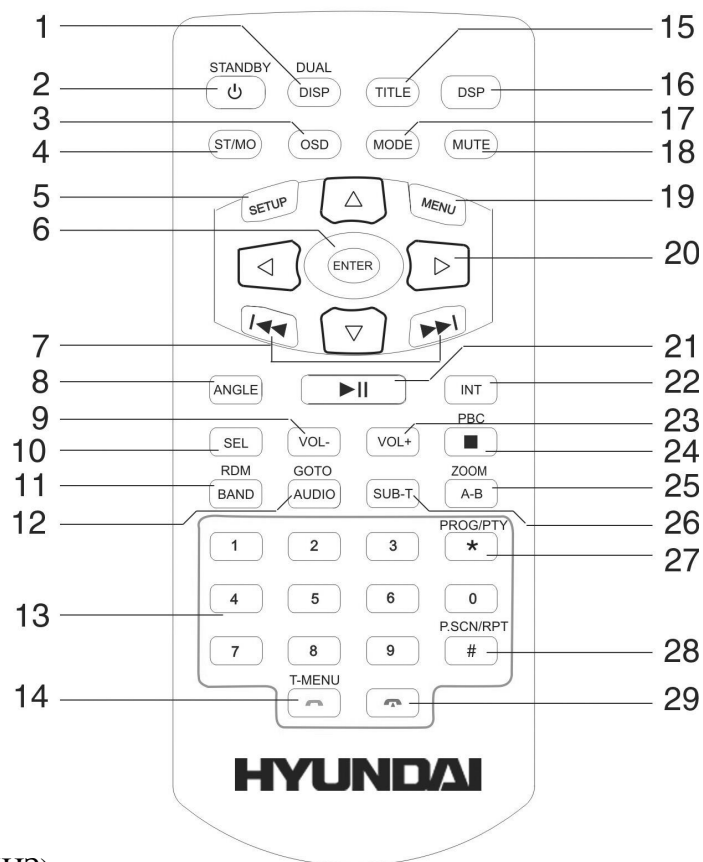 1
15
STANDBY DUAL
2 DISP TITLE DSP 16
3
17
4 ST/MO OSD MODE MUTE 18
5 SETUP MENU 19
6 ENTER 20
7
21
8 ANGLE INT 22
9
23
PBC
10 SEL VOL- VOL+ 24
RDM GOTO ZOOM
11 BAND AUDIO SUB-T A-B 25
12
26
PROG/PTY
1 2 3 * 27
13 4 5 6 0
P.SCN/RPT
7 8 9 # 28
T-MENU
14 29
HYUNDAI